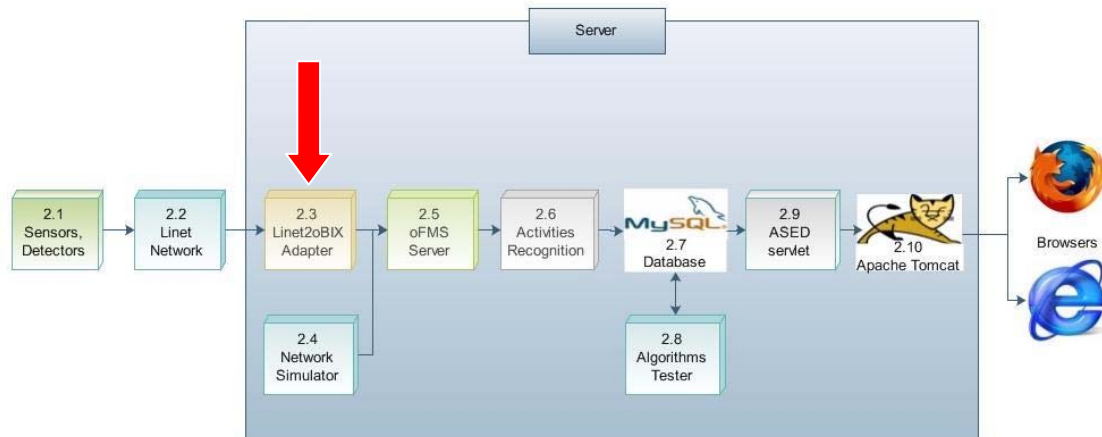 Server
2.1
Sensors,
Detectors
2.2
Linet
Network
2.3
Linet2oBIX
Adapter
2.4
Network
Simulator
2.5
oFMS
Server
2.6
Activities
Recognition
MySQL®
2.7
Database
2.8
Algorithms
Tester
2.9
ASED
servlet
2.10
Apache Tomcat
Browsers